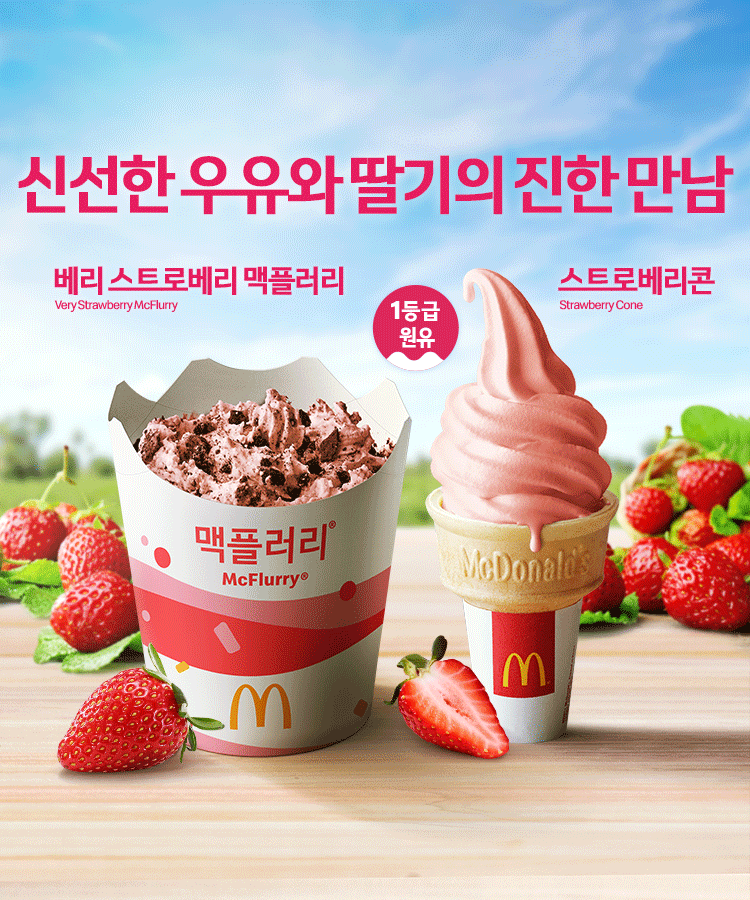 신선한 우유와 딸기의 진한 만남
베리 스트로베리 맥플러리
Very Strawberry McFlurry
스트로베리콘
Strawberry Cone
1등급
원유
맥플러리®
McFlurry®
McDonald's